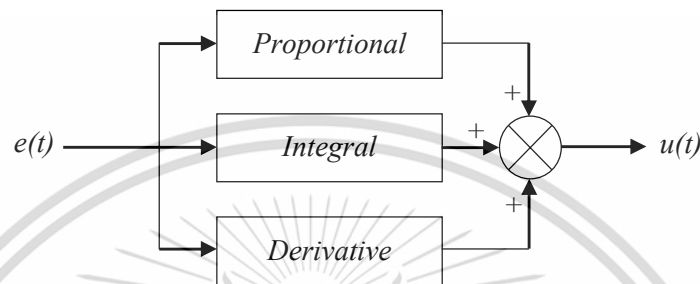 Proportional
+
e(t)
Integral
+
u(t)
+
Derivative